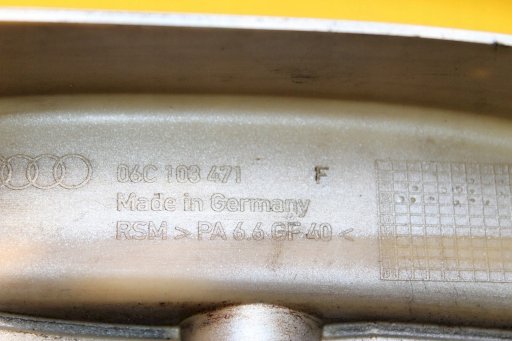 06C 103 471 F
Made in Germany
RSM > PA 6.6 GF 40 <